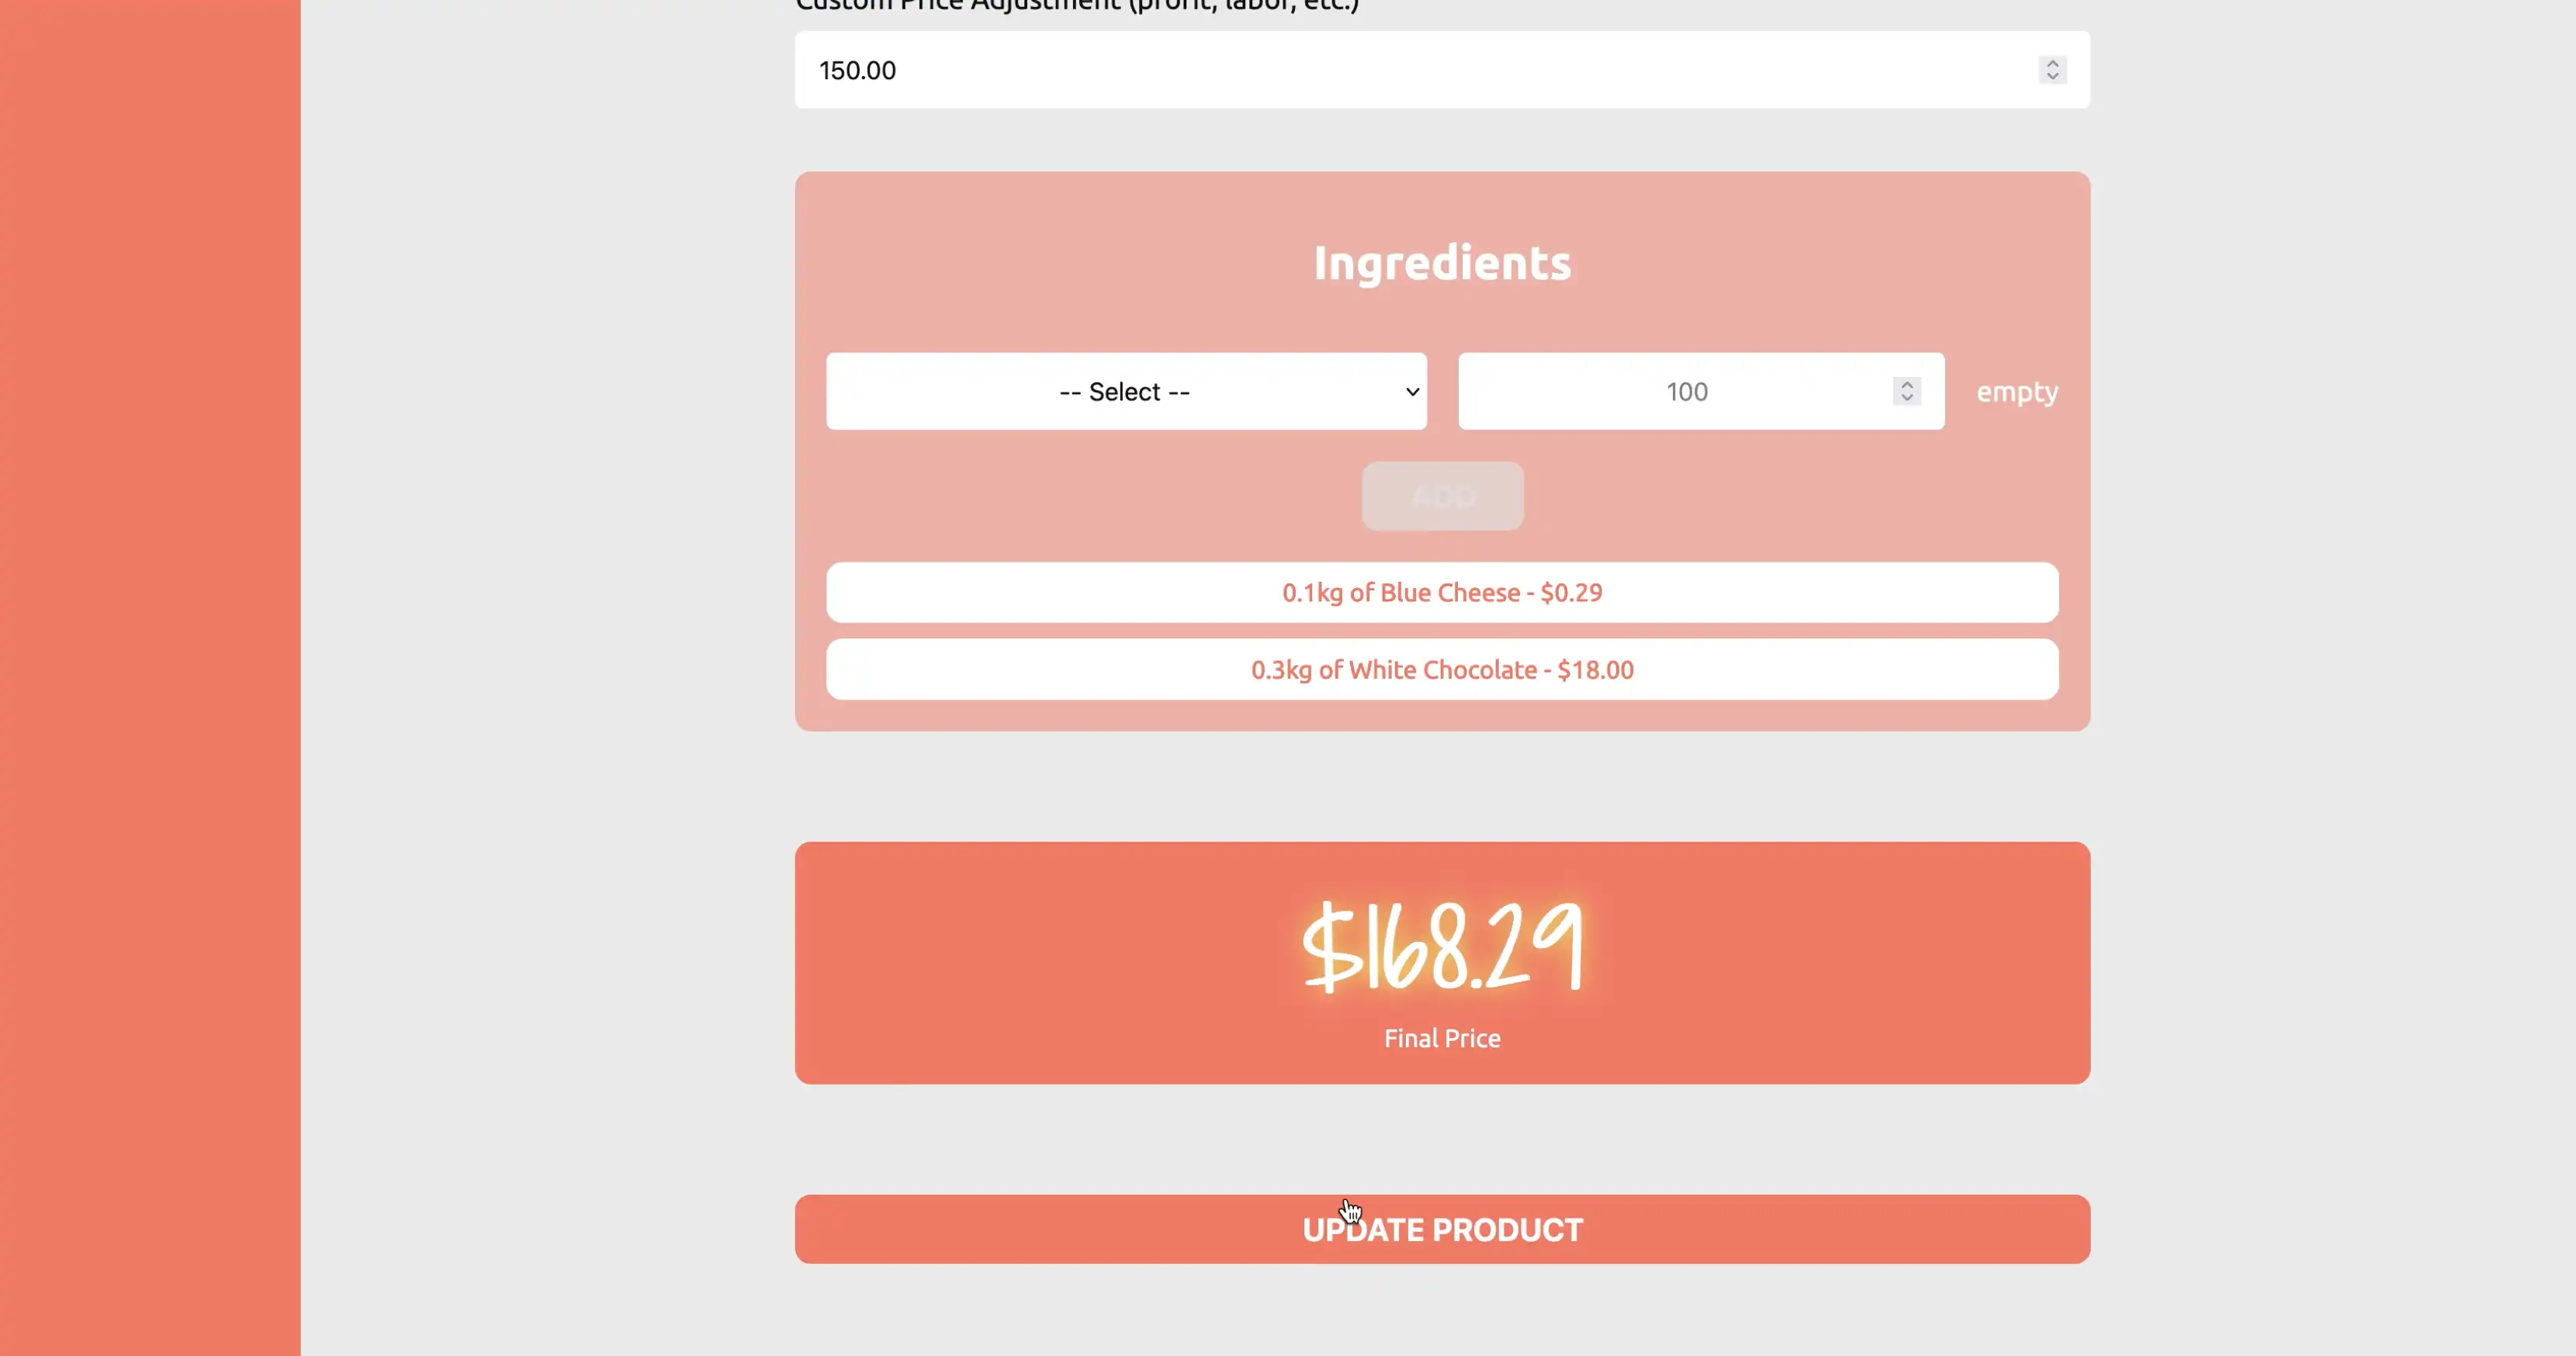 Custom Price Adjustment (profit, labor, etc.)
150.00
Ingredients
-- Select --
100
empty
ADD
0.1kg of Blue Cheese - $0.29
0.3kg of White Chocolate - $18.00
$168.29
Final Price
UPDATE PRODUCT